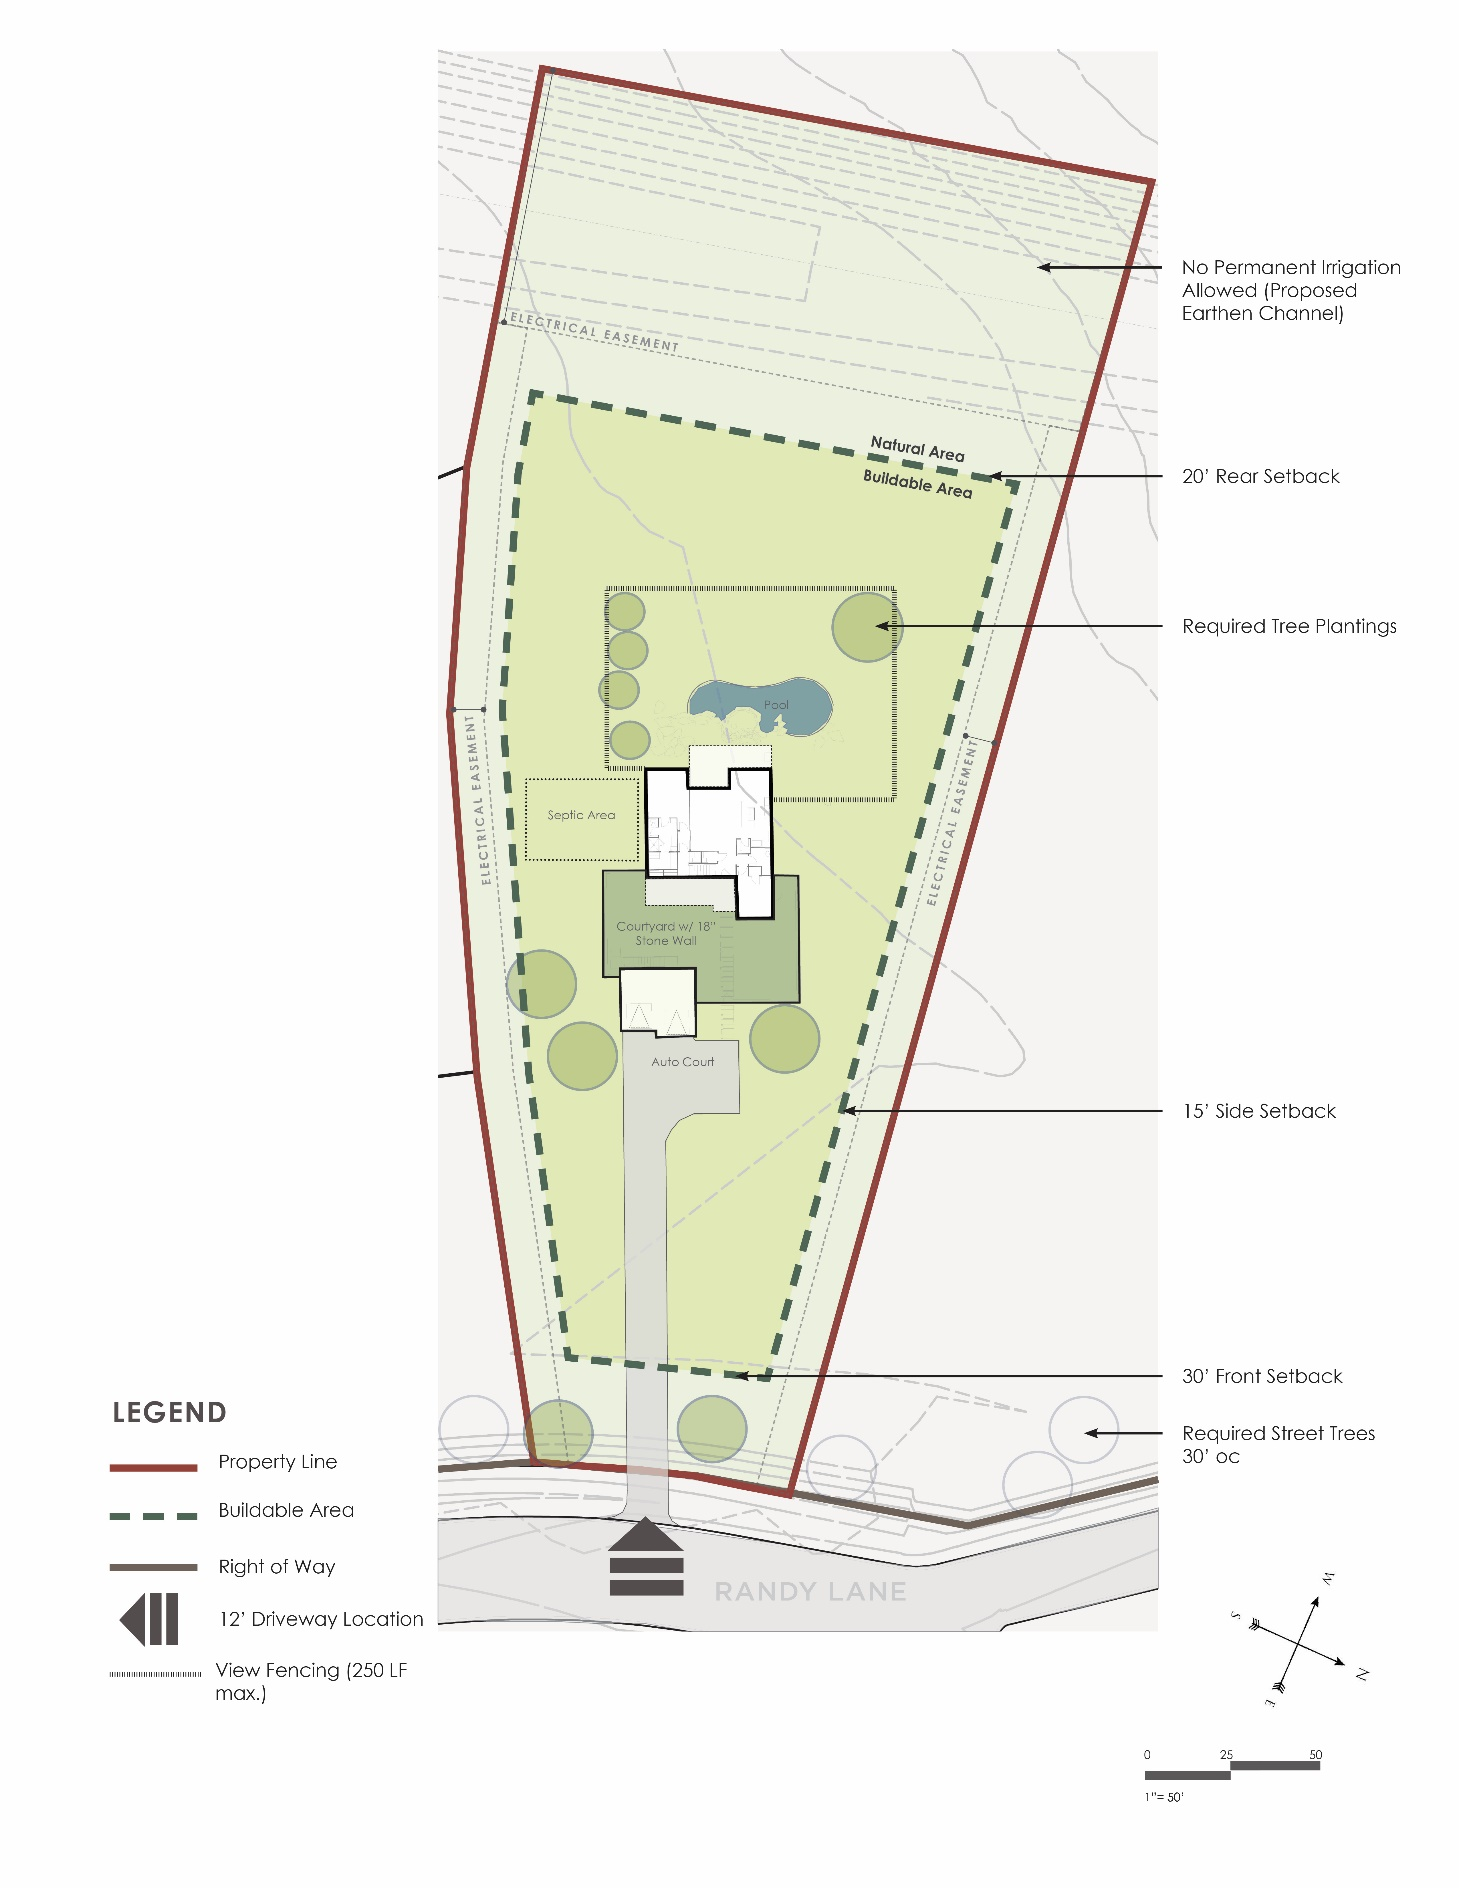 No Permanent Irrigation
Allowed (Proposed
Earthen Channel)
ELECTRICAL EASEMENT
Natural Area
Buildable Area
20' Rear Setback
Required Tree Plantings
Pool
ELECTRICAL EASEMENT
ELECTRICAL EASEMENT
Septic Area
Courtyard w/ 18"
Stone Wall
Auto Court
15' Side Setback
30' Front Setback
Required Street Trees
30' oc
RANDY LANE
LEGEND
Property Line
Buildable Area
Right of Way
12' Driveway Location
View Fencing (250 LF
max.)
W
S
N
E
0 25 50
1"= 50'